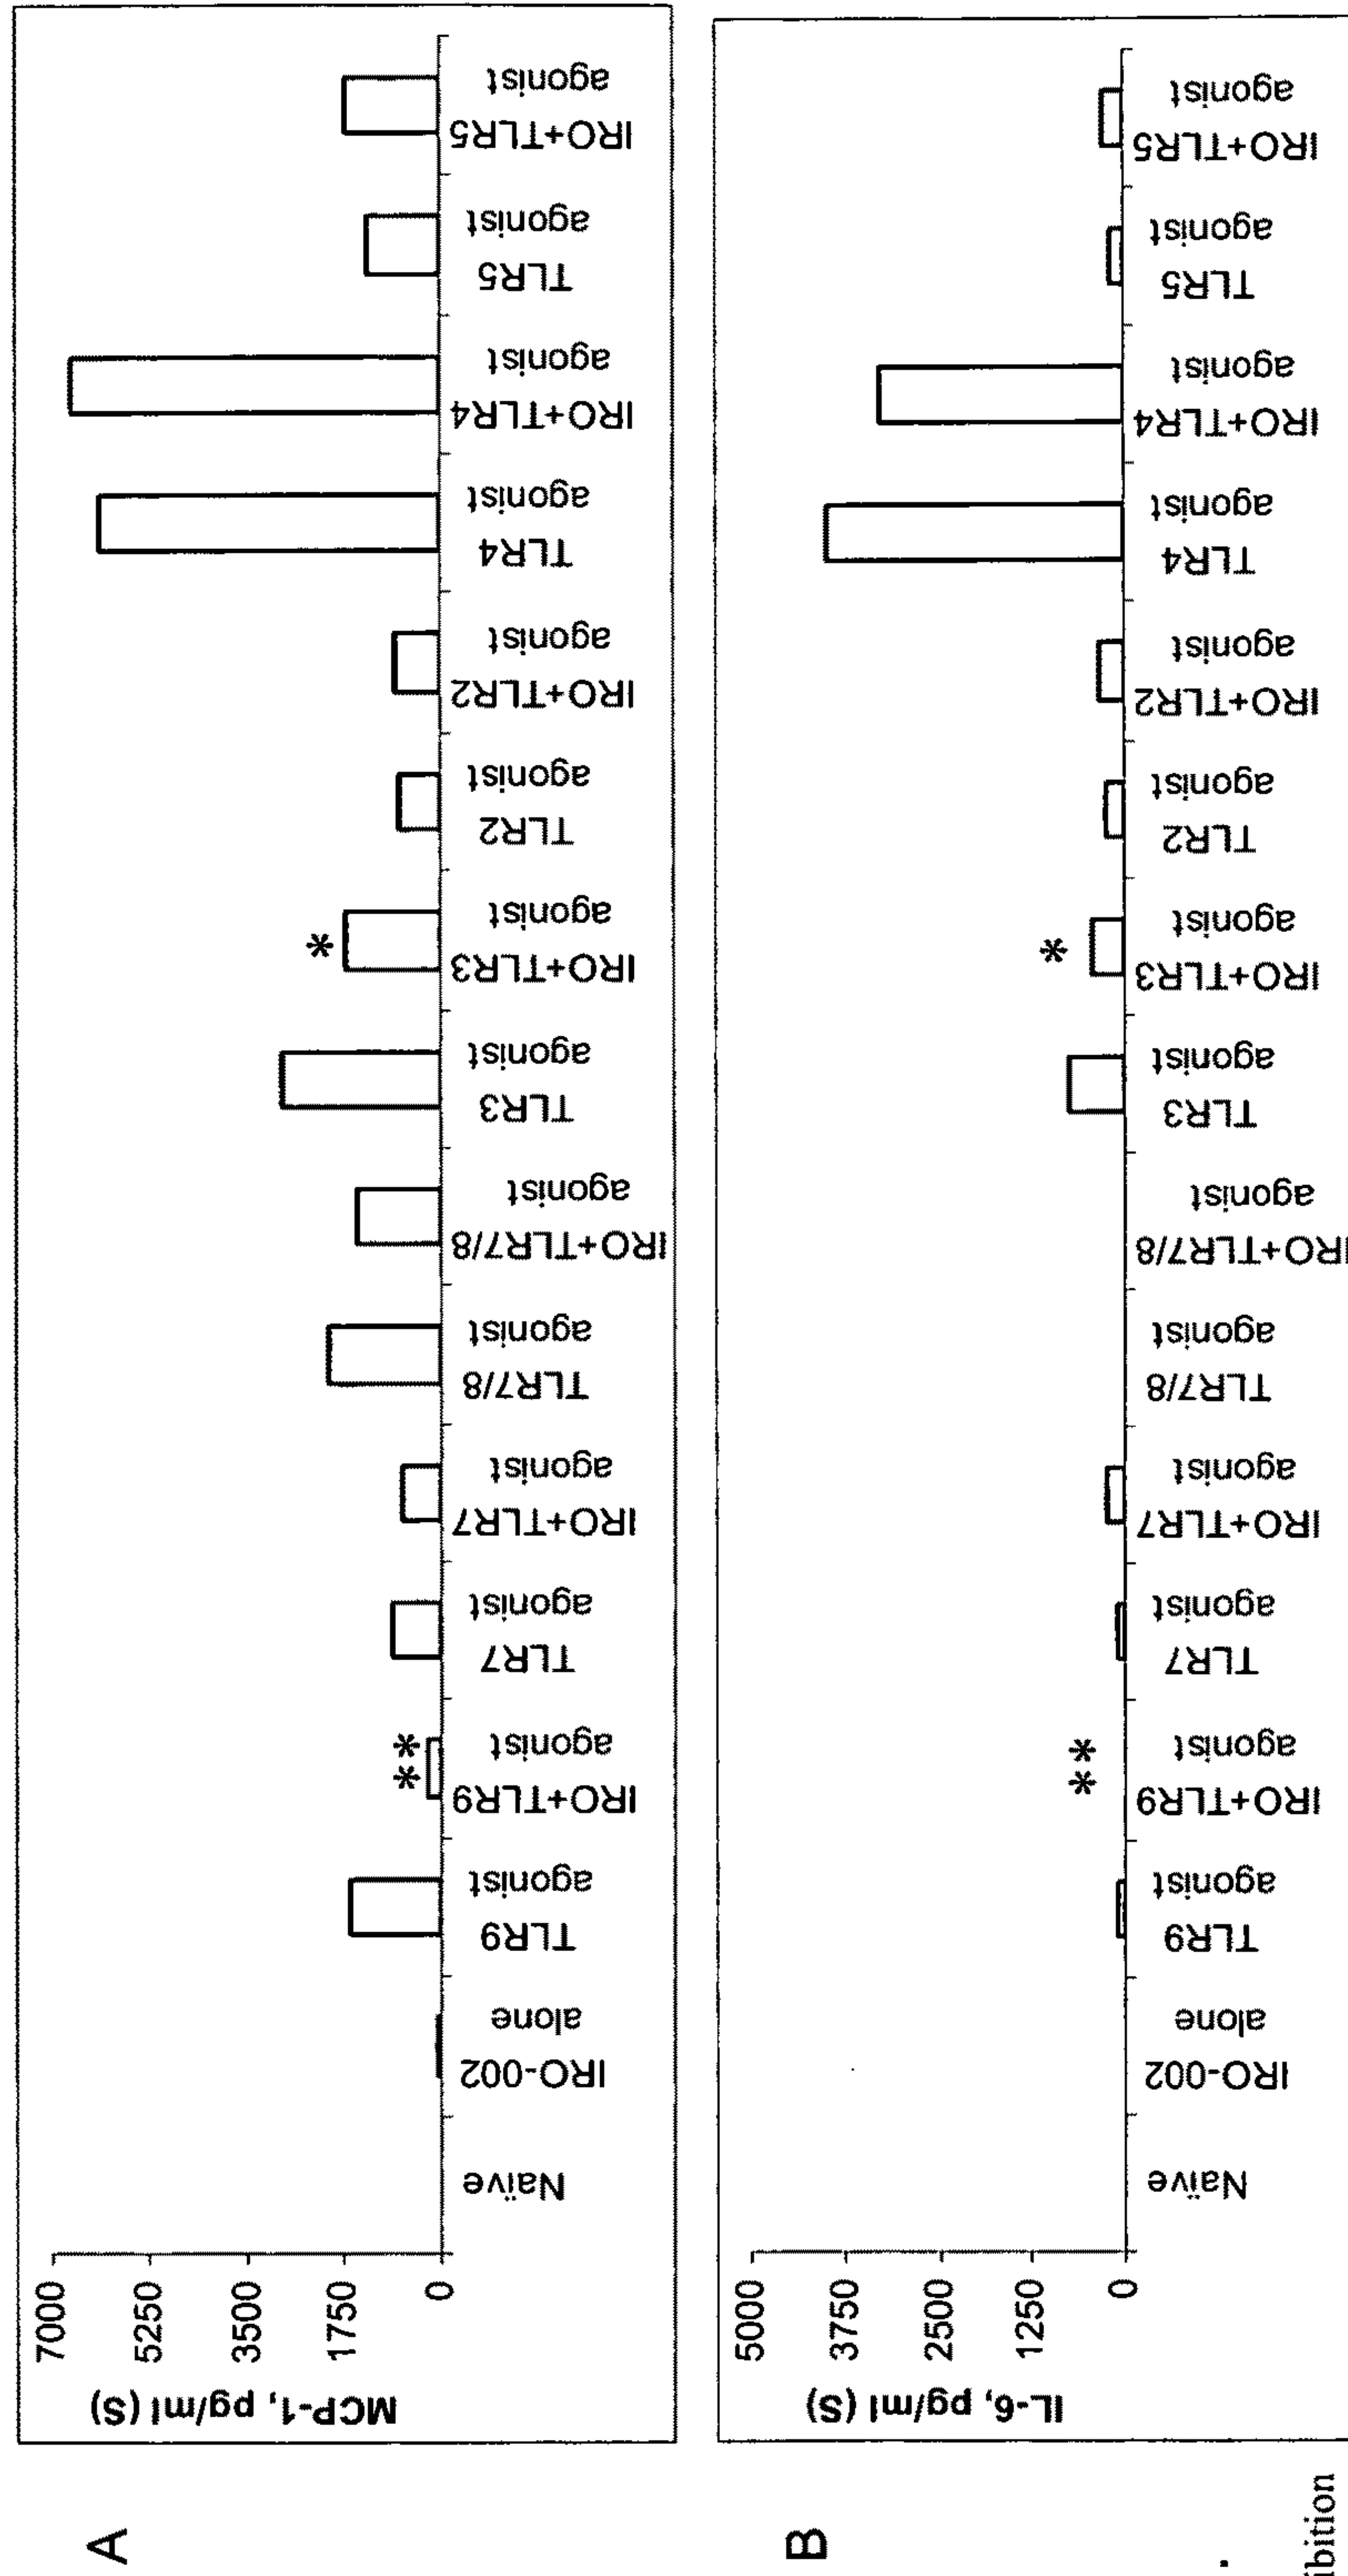 A
MCP-1, pg/ml (S)
7000
5250
3500
1750
0
Naïve
IRO-002
alone
TLR9
agonist
**
IRO+TLR9
agonist
TLR7
agonist
IRO+TLR7
agonist
TLR7/8
agonist
IRO+TLR7/8
agonist
TLR3
agonist
*
IRO+TLR3
agonist
TLR2
agonist
IRO+TLR2
agonist
TLR4
agonist
IRO+TLR4
agonist
TLR5
agonist
IRO+TLR5
agonist
B
IL-6, pg/ml (S)
5000
3750
2500
1250
0
Naïve
IRO-002
alone
TLR9
agonist
**
IRO+TLR9
agonist
TLR7
agonist
IRO+TLR7
agonist
TLR7/8
agonist
IRO+TLR7/8
agonist
TLR3
agonist
*
IRO+TLR3
agonist
TLR2
agonist
IRO+TLR2
agonist
TLR4
agonist
IRO+TLR4
agonist
TLR5
agonist
IRO+TLR5
agonist